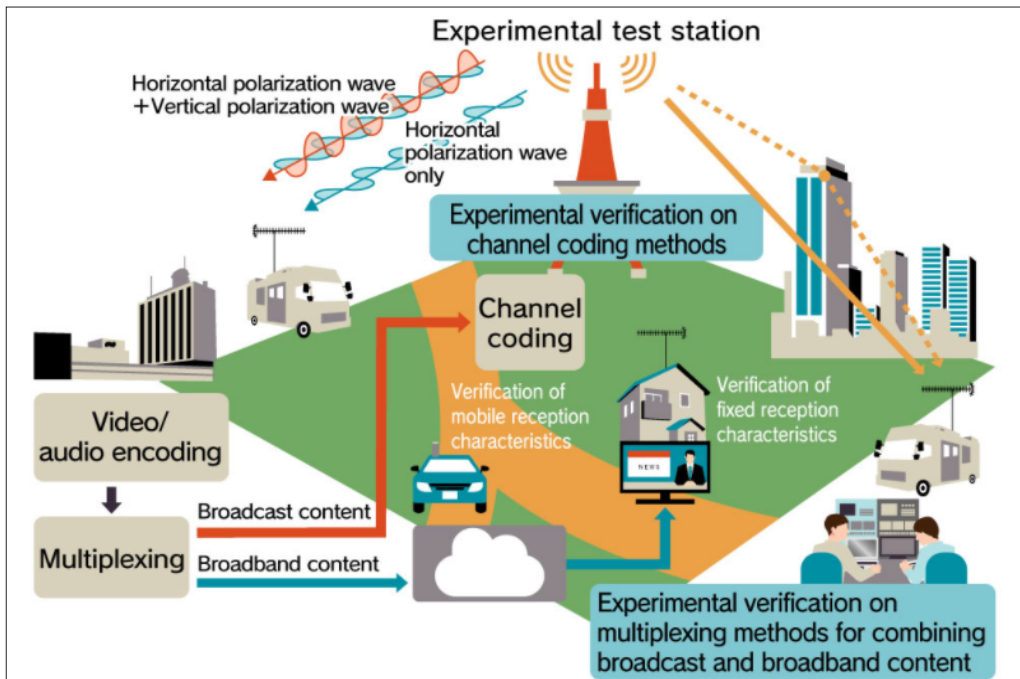 Experimental test station
Horizontal polarization wave
+Vertical polarization wave
Horizontal
polarization wave
only
Experimental verification on
channel coding methods
Channel
coding
Verification of
mobile reception
characteristics
Verification of
fixed reception
characteristics
NEWS
Video/
audio encoding
Multiplexing
Broadcast content
Broadband content
Experimental verification on
multiplexing methods for combining
broadcast and broadband content